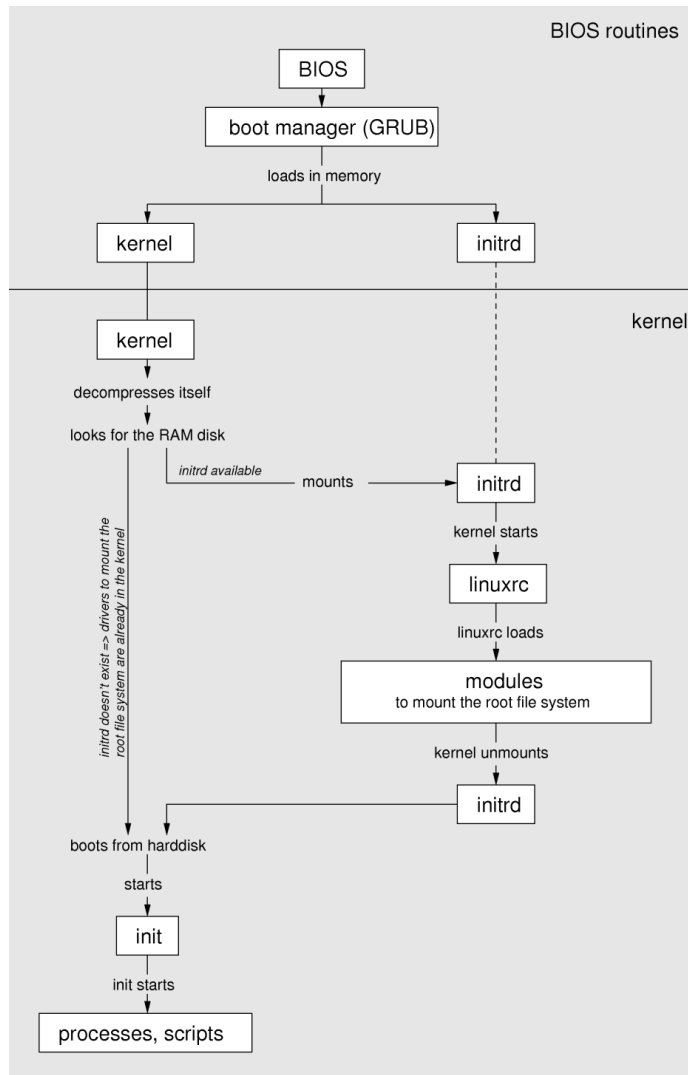 BIOS routines
BIOS
boot manager (GRUB)
loads in memory
kernel
initrd
kernel
kernel
decompresses itself
looks for the RAM disk
initrd available
mounts
initrd
kernel starts
linuxrc
linuxrc loads
modules
to mount the root file system
kernel unmounts
initrd
initrd doesn't exist => drivers to mount the
root file system are already in the kernel
boots from harddisk
starts
init
init starts
processes, scripts